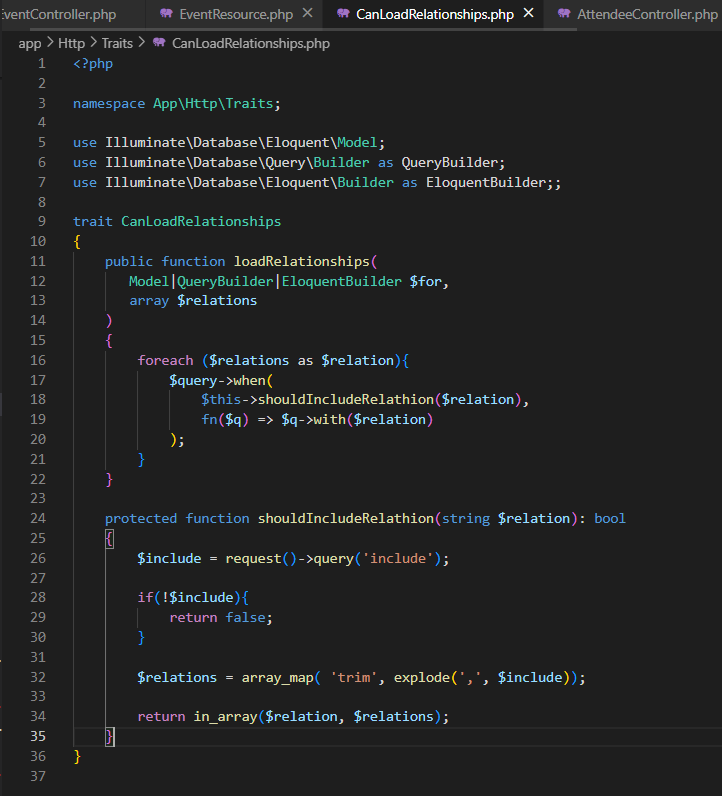 ventController.php EventResource.php × CanLoadRelationships.php × AttendeeController.php
app > Http > Traits > CanLoadRelationships.php
1 <?php
2
3 namespace App\Http\Traits;
4
5 use Illuminate\Database\Eloquent\Model;
6 use Illuminate\Database\Query\Builder as QueryBuilder;
7 use Illuminate\Database\Eloquent\Builder as EloquentBuilder;;
8
9 trait CanLoadRelationships
10 {
11     public function loadRelationships(
12        Model|QueryBuilder|EloquentBuilder $for,
13        array $relations
14     )
15     {
16         foreach ($relations as $relation){
17             $query->when(
18                 $this->shouldIncludeRelathion($relation),
19                 fn($q) => $q->with($relation)
20             );
21         }
22     }
23
24     protected function shouldIncludeRelathion(string $relation): bool
25     {
26         $include = request()->query('include');
27
28         if(!$include){
29             return false;
30         }
31
32         $relations = array_map( 'trim', explode(',', $include));
33
34         return in_array($relation, $relations);
35     }
36 }
37